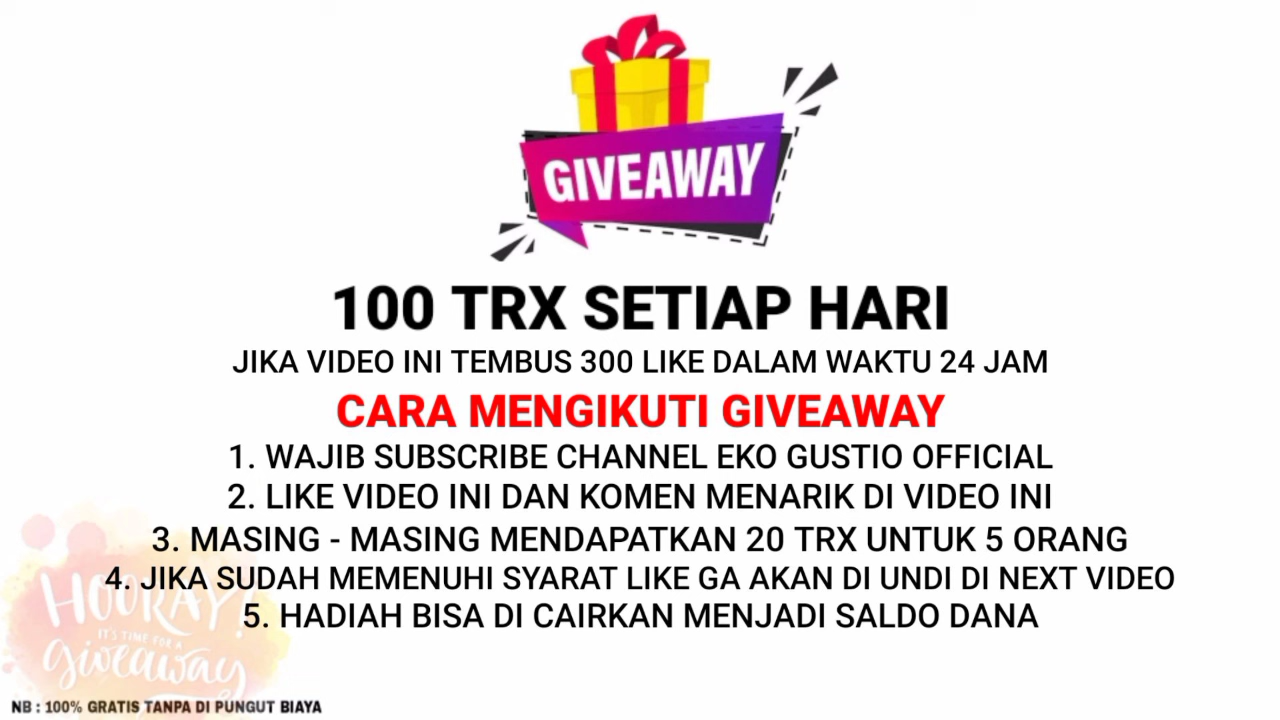 GIVEAWAY
100 TRX SETIAP HARI
JIKA VIDEO INI TEMBUS 300 LIKE DALAM WAKTU 24 JAM
CARA MENGIKUTI GIVEAWAY
1. WAJIB SUBSCRIBE CHANNEL EKO GUSTIO OFFICIAL
2. LIKE VIDEO INI DAN KOMEN MENARIK DI VIDEO INI
3. MASING - MASING MENDAPATKAN 20 TRX UNTUK 5 ORANG
4. JIKA SUDAH MEMENUHI SYARAT LIKE GA AKAN DI UNDI DI NEXT VIDEO
5. HADIAH BISA DI CAIRKAN MENJADI SALDO DANA
HOORAY!
IT'S TIME FOR A
giveaway
NB : 100% GRATIS TANPA DI PUNGUT BIAYA